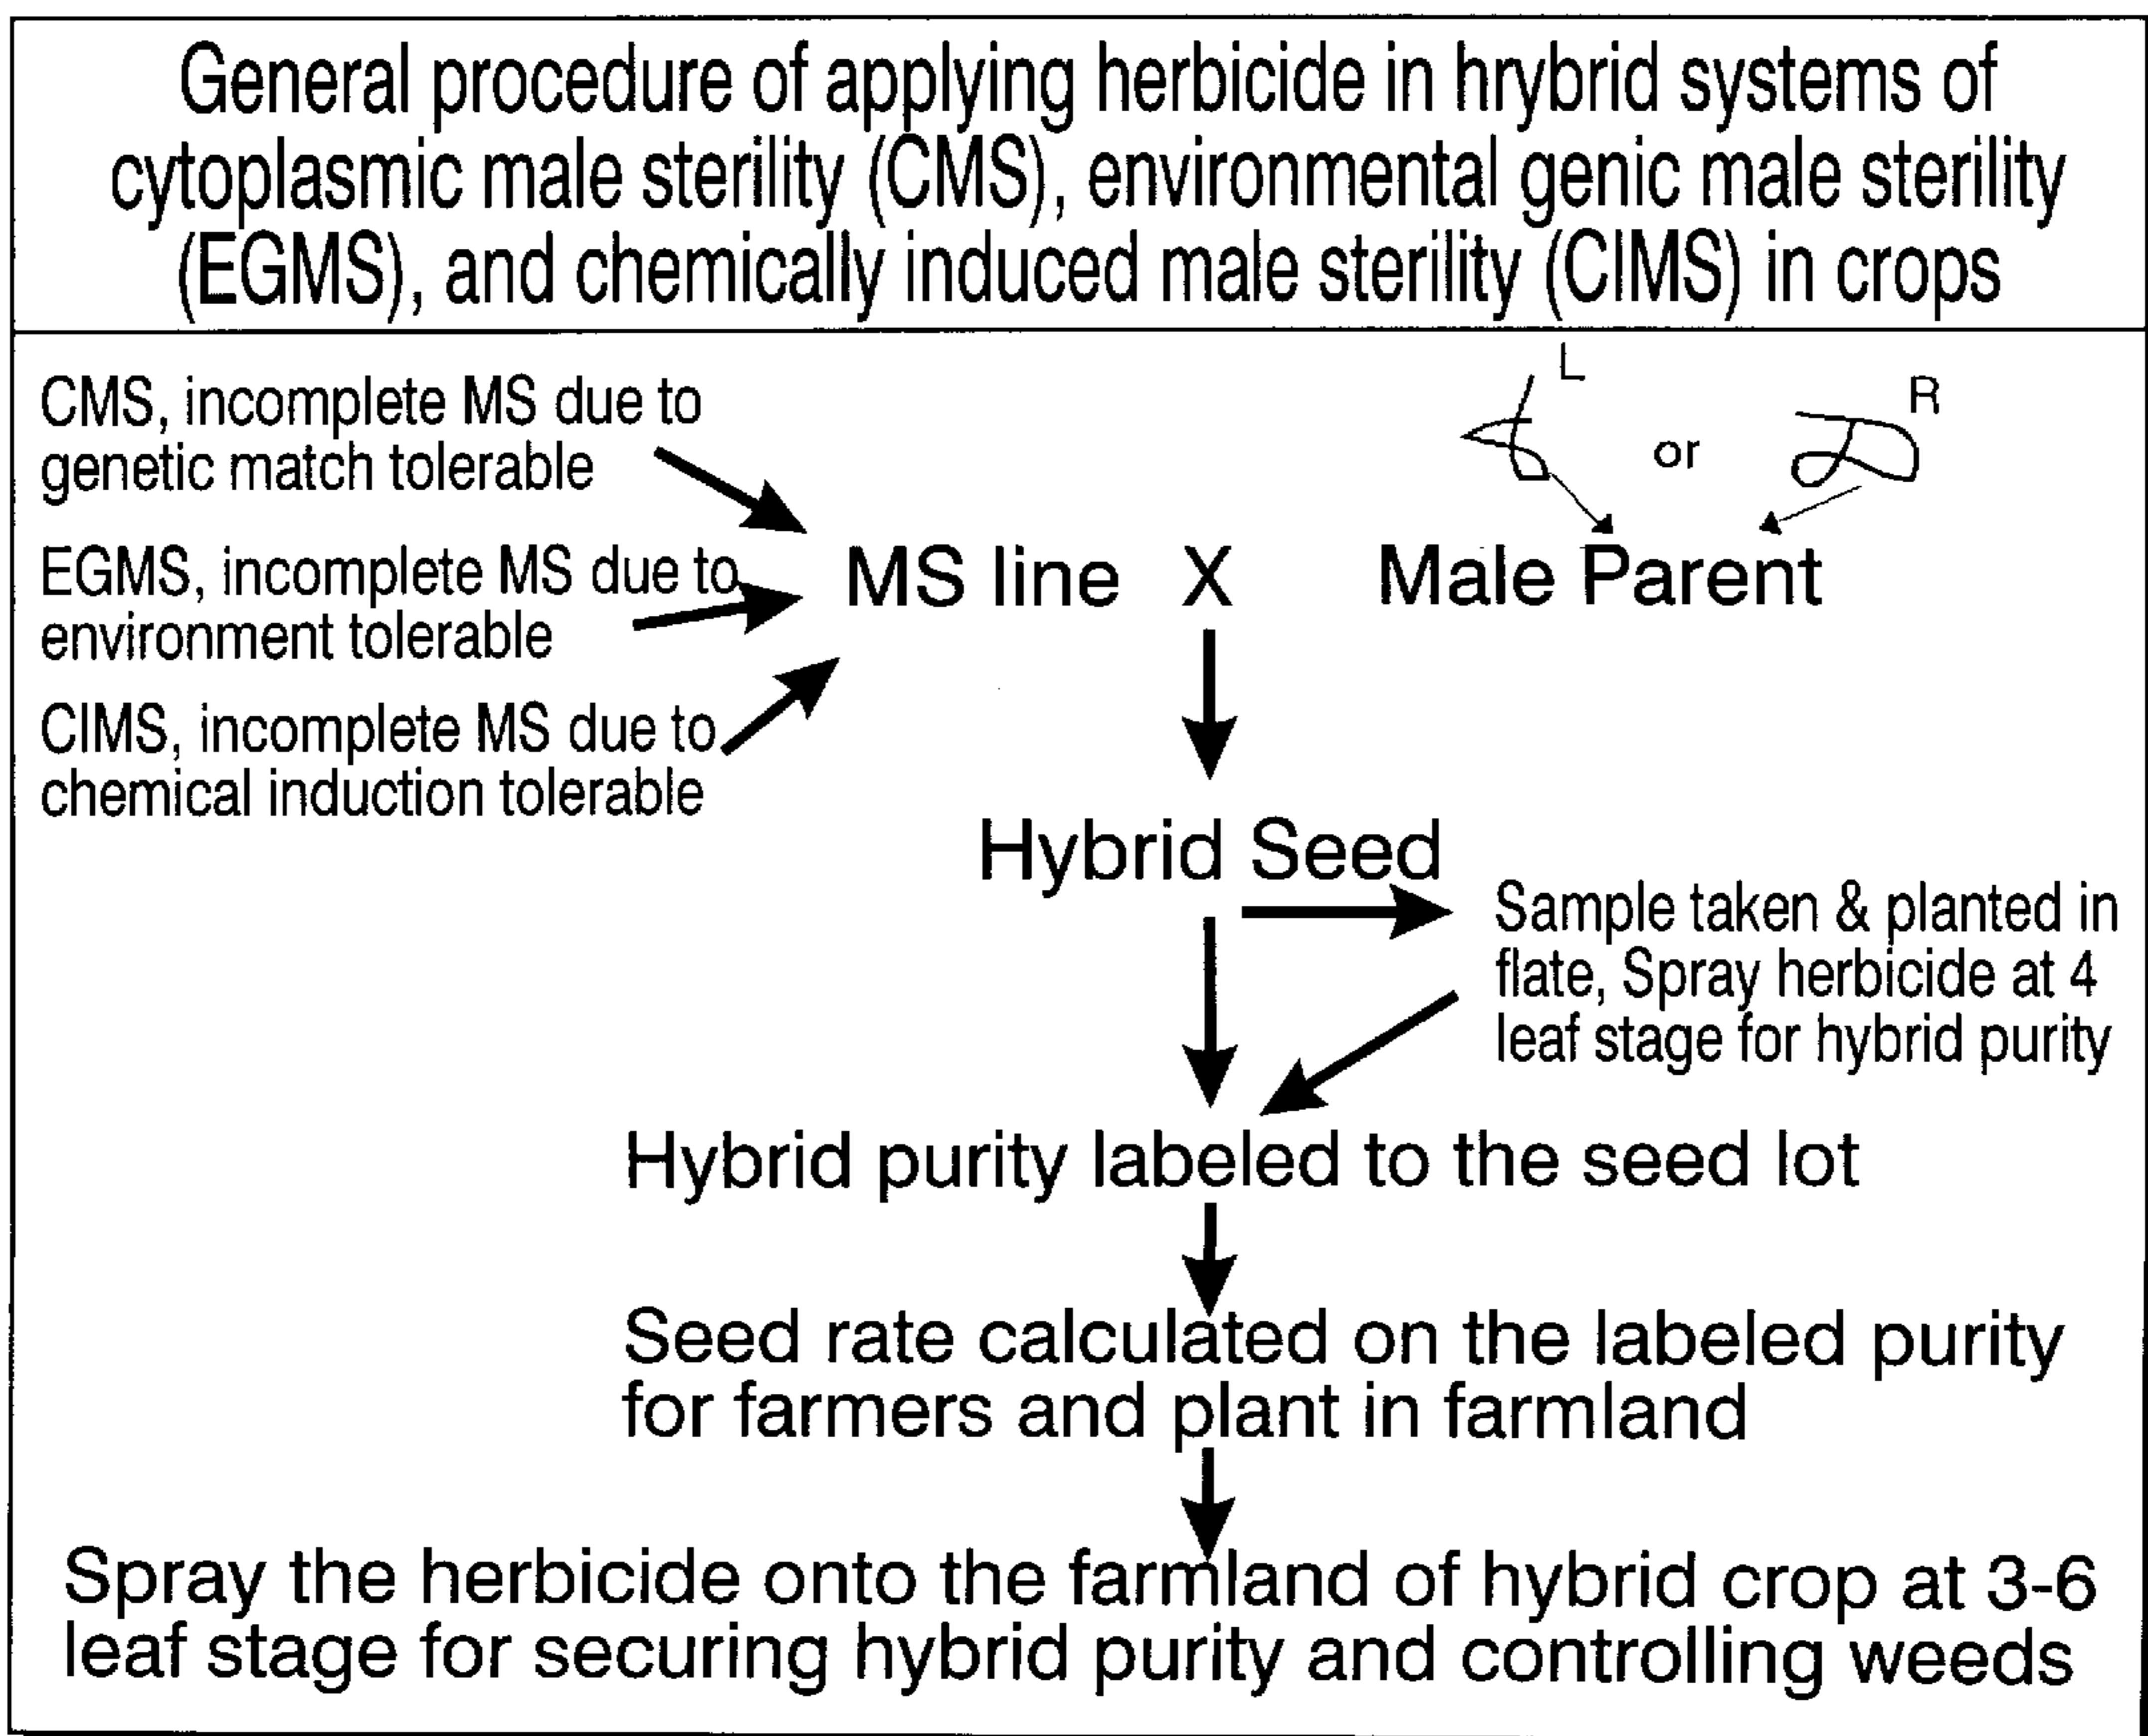 General procedure of applying herbicide in hrybrid systems of
cytoplasmic male sterility (CMS), environmental genic male sterility
(EGMS), and chemically induced male sterility (CIMS) in crops
CMS, incomplete MS due to
genetic match tolerable
L
or
R
EGMS, incomplete MS due to
environment tolerable
MS line X Male Parent
CIMS, incomplete MS due to
chemical induction tolerable
Hybrid Seed
Sample taken & planted in
flate, Spray herbicide at 4
leaf stage for hybrid purity
Hybrid purity labeled to the seed lot
Seed rate calculated on the labeled purity
for farmers and plant in farmland
Spray the herbicide onto the farmland of hybrid crop at 3-6
leaf stage for securing hybrid purity and controlling weeds